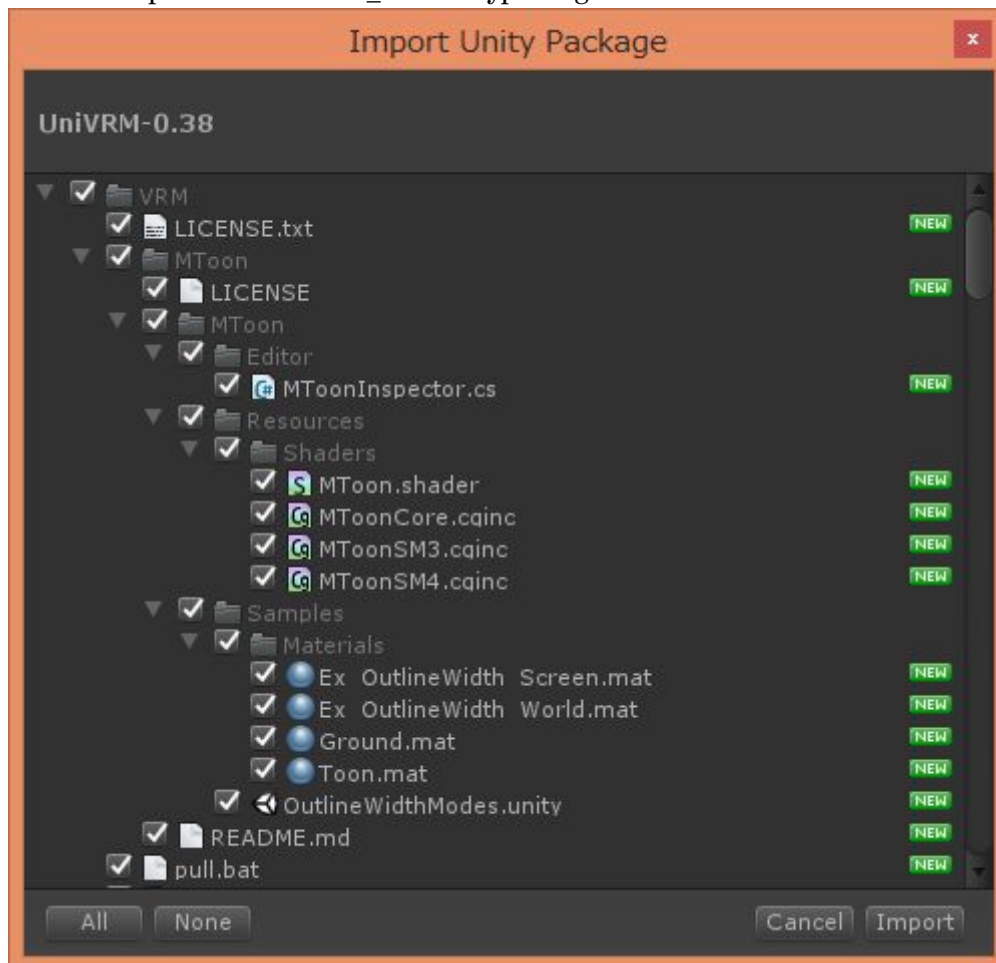 Import Unity Package
x
UniVRM-0.38
VRM
LICENSE.txt NEW
MToon
LICENSE NEW
MToon
Editor
MToonInspector.cs NEW
Resources
Shaders
MToon.shader NEW
MToonCore.cginc NEW
MToonSM3.cginc NEW
MToonSM4.cginc NEW
Samples
Materials
Ex OutlineWidth Screen.mat NEW
Ex OutlineWidth World.mat NEW
Ground.mat NEW
Toon.mat NEW
OutlineWidthModes.unity NEW
README.md NEW
pull.bat NEW
All None Cancel Import